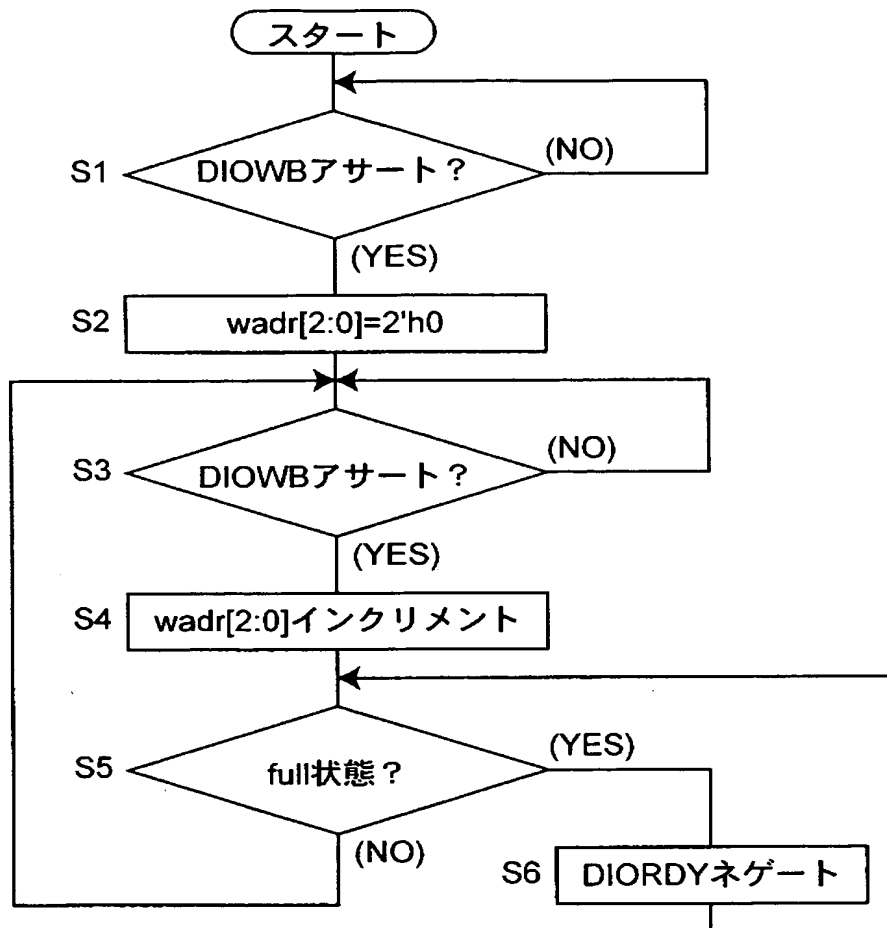 スタート
S1
DIOWBアサート？
(NO)
(YES)
S2
wadr[2:0]=2'h0
S3
DIOWBアサート？
(NO)
(YES)
S4
wadr[2:0]インクリメント
S5
full状態？
(YES)
(NO)
S6
DIORDYネゲート